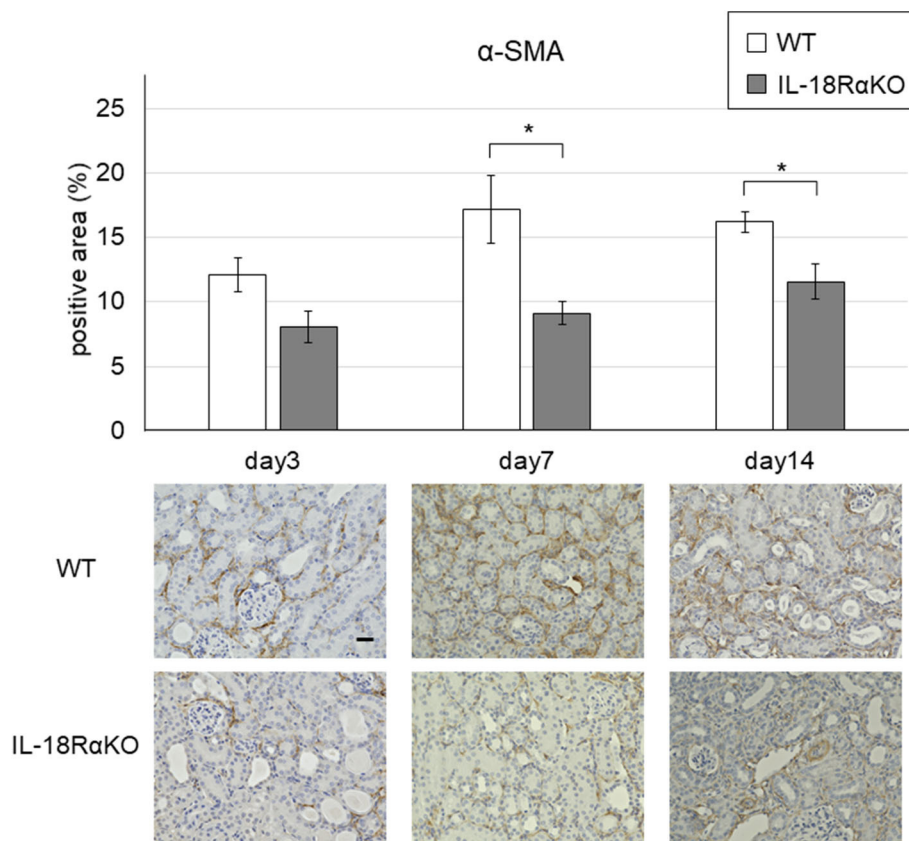 α-SMA
WT
IL-18RαKO
positive area (%)
25
20
15
10
5
0
*
*
day3 day7 day14
WT
IL-18RαKO